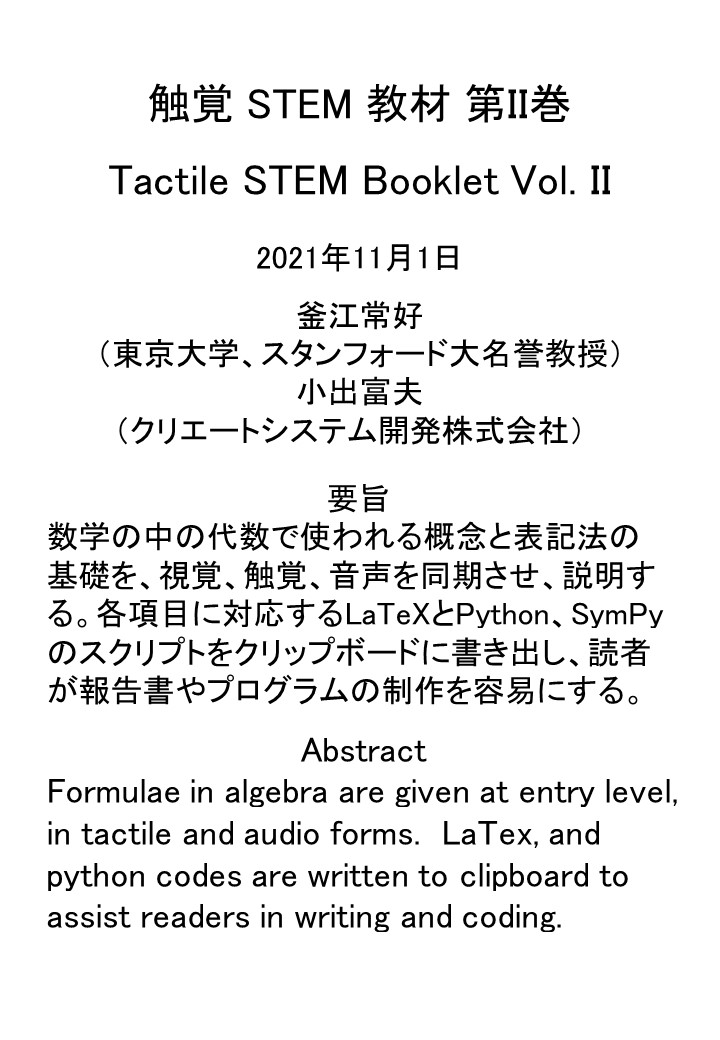 触覚 STEM 教材 第II巻
Tactile STEM Booklet Vol. II
2021年11月1日
釜江常好
（東京大学、スタンフォード大名誉教授）
小出富夫
（クリエートシステム開発株式会社）
要旨
数学の中の代数で使われる概念と表記法の
基礎を、視覚、触覚、音声を同期させ、説明す
る。各項目に対応するLaTeXとPython、SymPy
のスクリプトをクリップボードに書き出し、読者
が報告書やプログラムの制作を容易にする。
Abstract
Formulae in algebra are given at entry level,
in tactile and audio forms.  LaTex, and
python codes are written to clipboard to
assist readers in writing and coding.